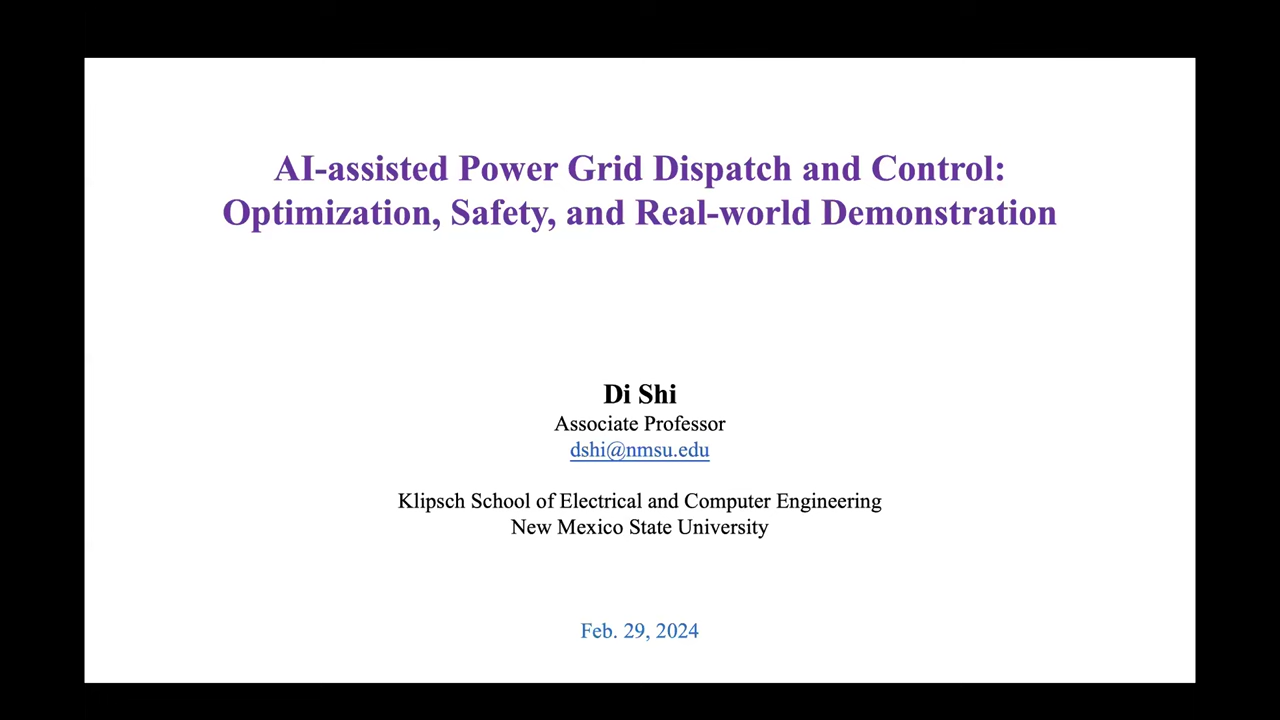 AI-assisted Power Grid Dispatch and Control:
Optimization, Safety, and Real-world Demonstration
Di Shi
Associate Professor
dshi@nmsu.edu
Klipsch School of Electrical and Computer Engineering
New Mexico State University
Feb. 29, 2024